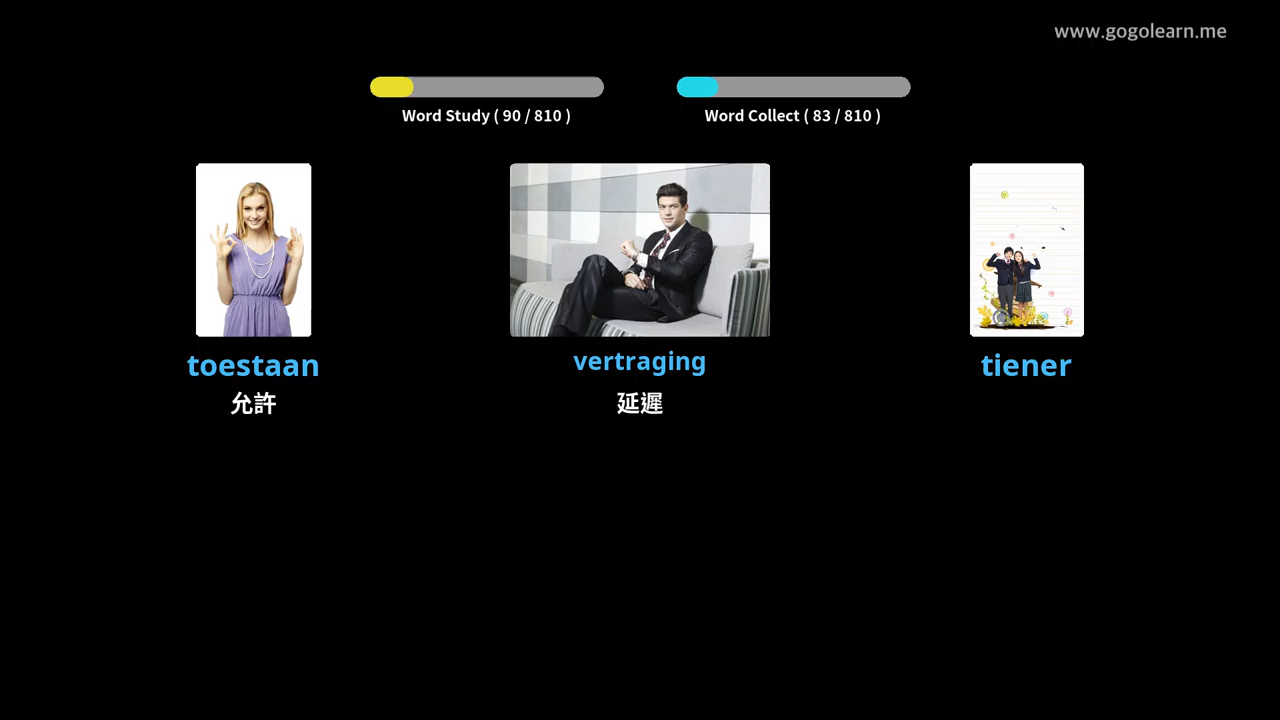 www.gogolearn.me
Word Study ( 90 / 810 )
Word Collect ( 83 / 810 )
toestaan
vertraging
tiener
允許
延遲